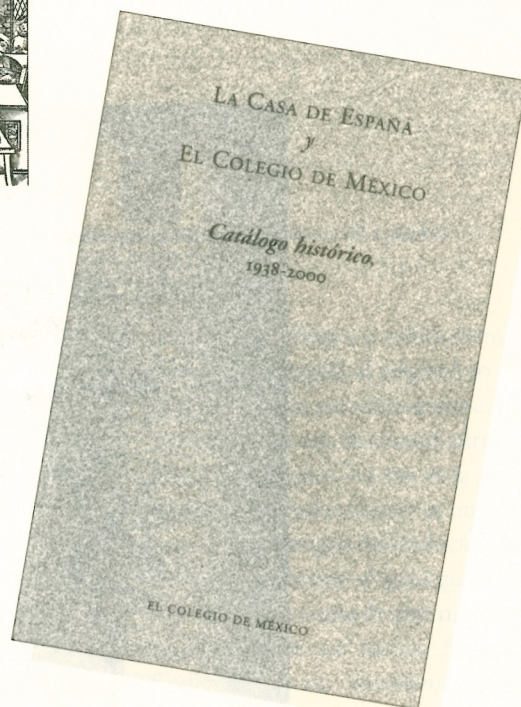 LA CASA DE ESPAÑA
y
EL COLEGIO DE MÉXICO
Catálogo histórico,
1938-2000
EL COLEGIO DE MÉXICO